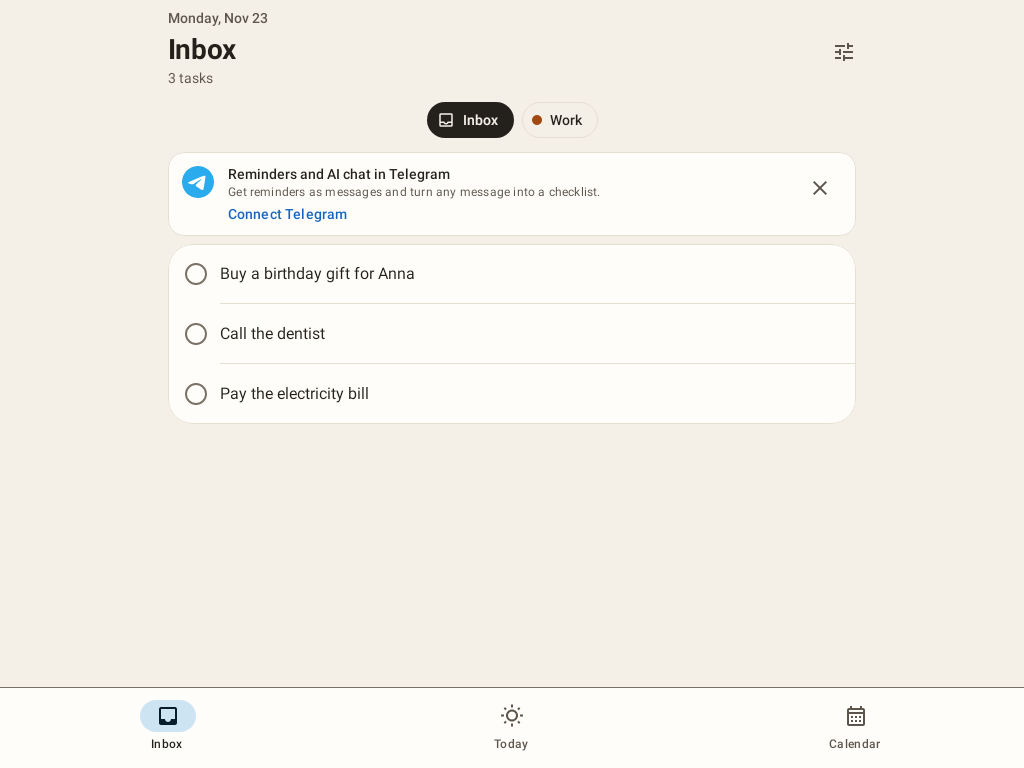 Monday, Nov 23
Inbox
3 tasks
Inbox
Work
Reminders and AI chat in Telegram
Get reminders as messages and turn any message into a checklist.
Connect Telegram
Buy a birthday gift for Anna
Call the dentist
Pay the electricity bill
Inbox
Today
Calendar